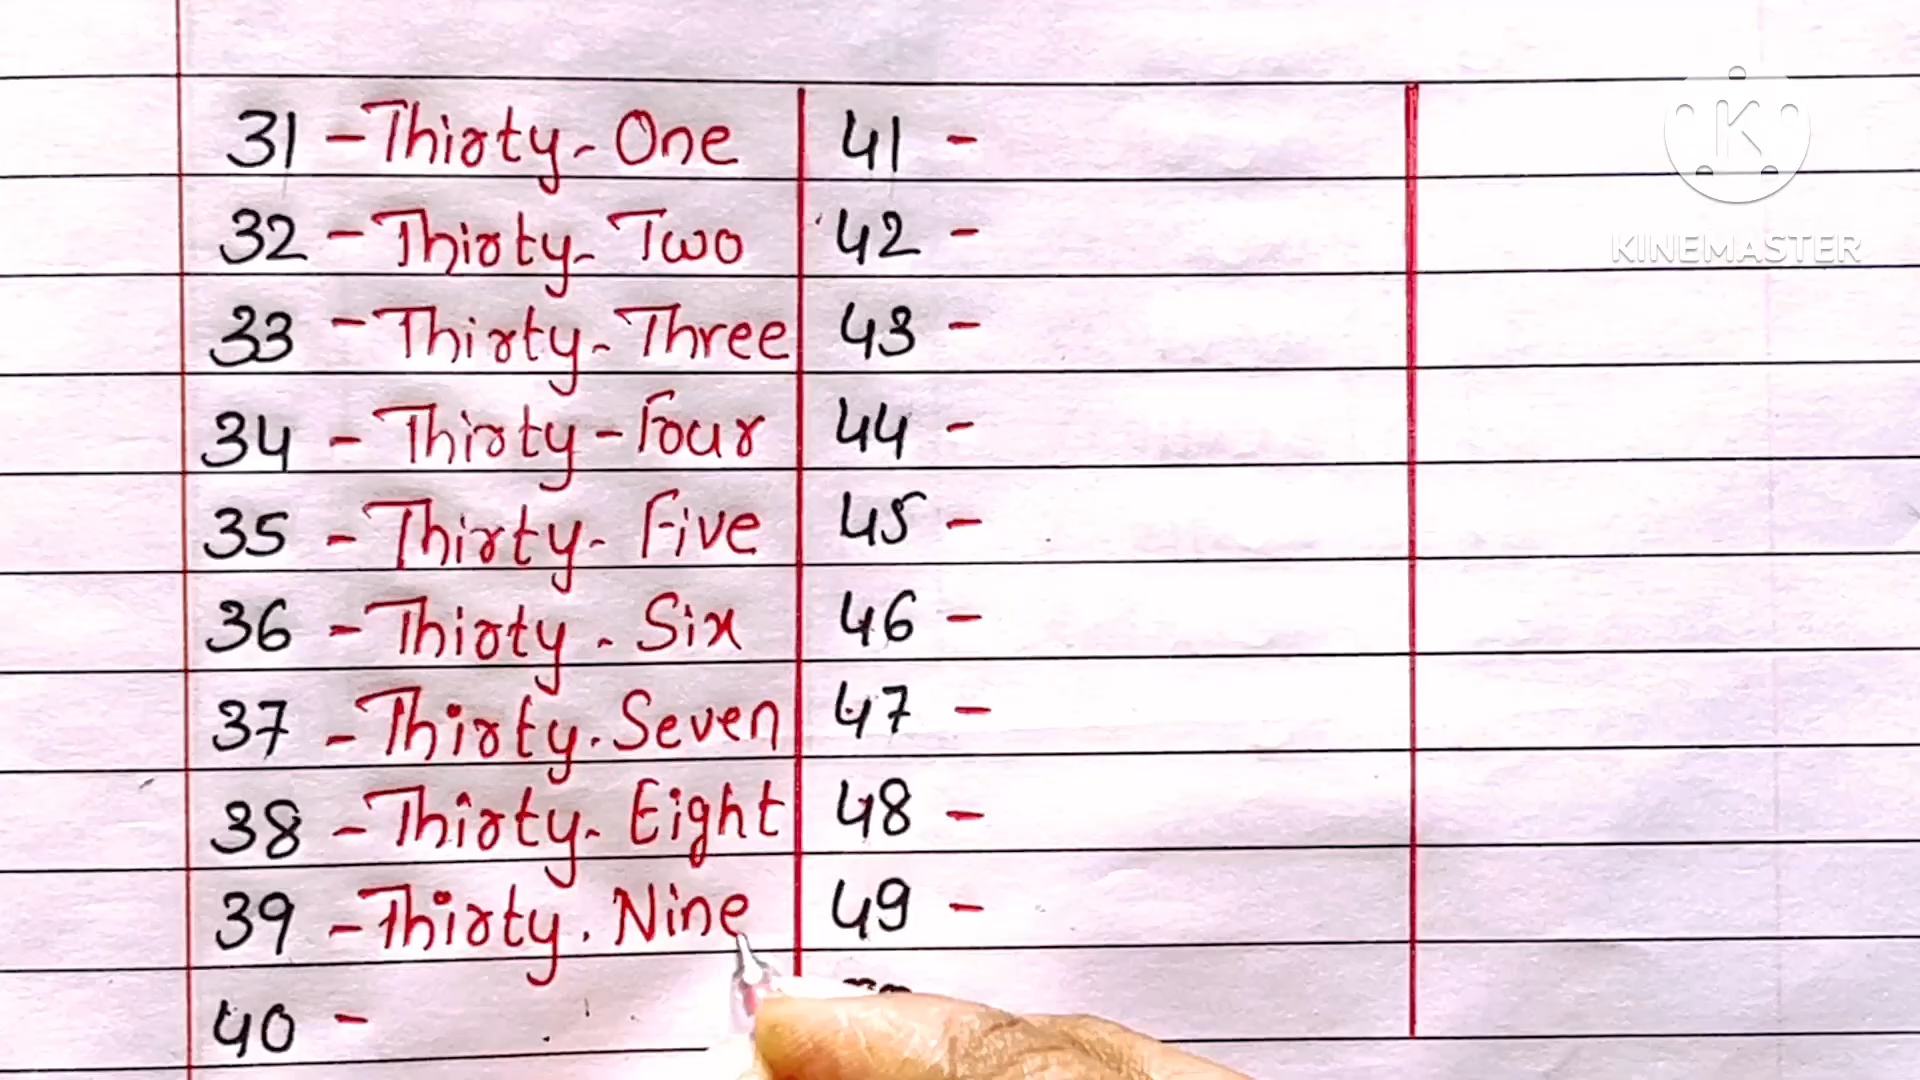 31 - Thirty - One
32 - Thirty - Two
33 - Thirty - Three
34 - Thirty - Four
35 - Thirty - Five
36 - Thirty - Six
37 - Thirty - Seven
38 - Thirty - Eight
39 - Thirty - Nine
40 -
41 -
42 -
43 -
44 -
45 -
46 -
47 -
48 -
49 -
KINEMASTER